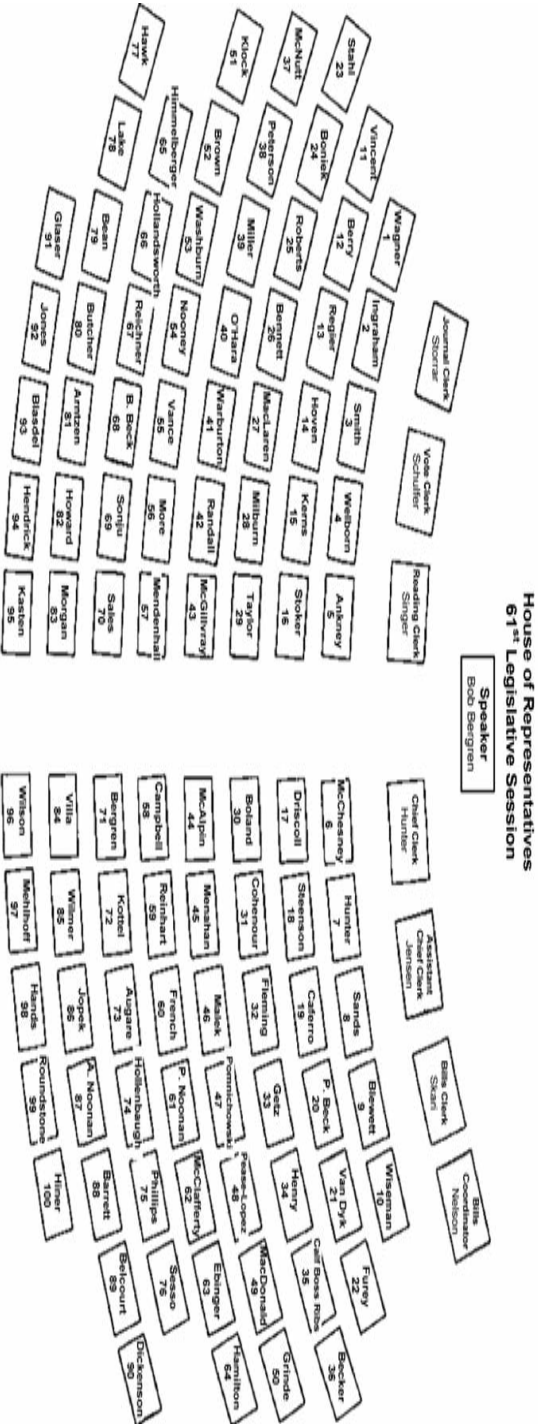 House of Representatives
61st Legislative Session
Speaker
Bob Bergren
Journal Clerk
Storrar
Vote Clerk
Schulfer
Reading Clerk
Singer
Chief Clerk
Hunter
Assistant
Chief Clerk
Jensen
Bills Clerk
Skari
Bills
Coordinator
Nelson
Wagner
1
Ingraham
2
Smith
3
Welborn
4
Ankney
5
McChesney
6
Hunter
7
Sands
8
Blewett
9
Wiseman
10
Vincent
11
Berry
12
Regier
13
Hoven
14
Kerns
15
Stoker
16
Driscoll
17
Steenson
18
Caferro
19
P. Beck
20
Van Dyk
21
Furey
22
Stahl
23
Boniek
24
Roberts
25
Bennett
26
MacLaren
27
Milburn
28
Taylor
29
Boland
30
Cohenour
31
Fleming
32
Getz
33
Henry
34
Calf Boss Ribs
35
Becker
36
McNutt
37
Peterson
38
Miller
39
O'Hara
40
Warburton
41
Randall
42
McGillvray
43
McAlpin
44
Menahan
45
Malek
46
Pomnichowski
47
Pease-Lopez
48
MacDonald
49
Grinde
50
Klock
51
Brown
52
Washburn
53
Nooney
54
Vance
55
More
56
Mendenhall
57
Campbell
58
Reinhart
59
French
60
P. Noonan
61
McClafferty
62
Ebinger
63
Hamilton
64
Himmelberger
65
Hollandsworth
66
Reichner
67
B. Beck
68
Sonju
69
Sales
70
Bergren
71
Kottel
72
Augare
73
Hollenbaugh
74
Phillips
75
Sesso
76
Hawk
77
Lake
78
Bean
79
Butcher
80
Arntzen
81
Howard
82
Morgan
83
Villa
84
Wilmer
85
Jopek
86
A. Noonan
87
Barrett
88
Belcourt
89
Dickenson
90
Glaser
91
Jones
92
Blasdel
93
Hendrick
94
Kasten
95
Wilson
96
Mehlhoff
97
Hands
98
Roundstone
99
Hiner
100